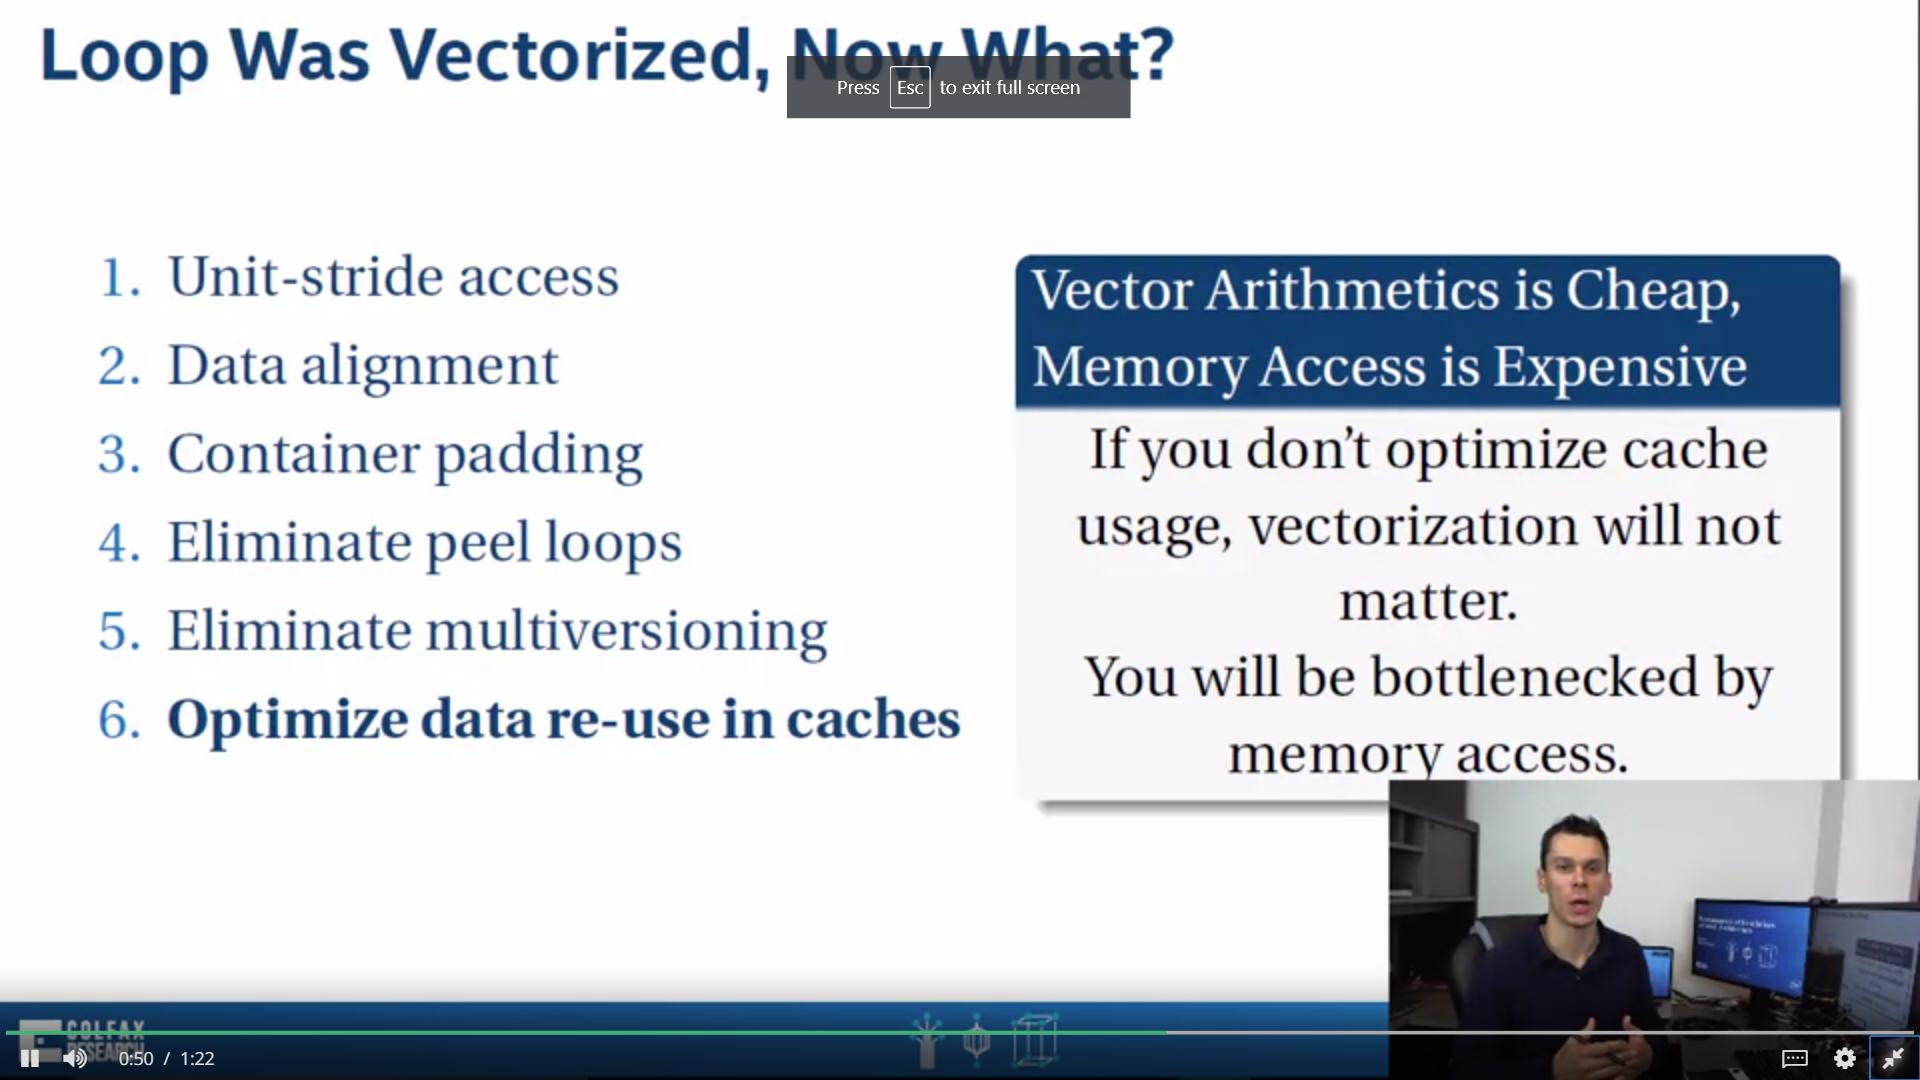 Loop Was Vectorized, Now What?
Press Esc to exit full screen
1. Unit-stride access
2. Data alignment
3. Container padding
4. Eliminate peel loops
5. Eliminate multiversioning
6. Optimize data re-use in caches
Vector Arithmetics is Cheap,
Memory Access is Expensive
If you don't optimize cache
usage, vectorization will not
matter.
You will be bottlenecked by
memory access.
COLFAX
RESEARCH
0:50 / 1:22